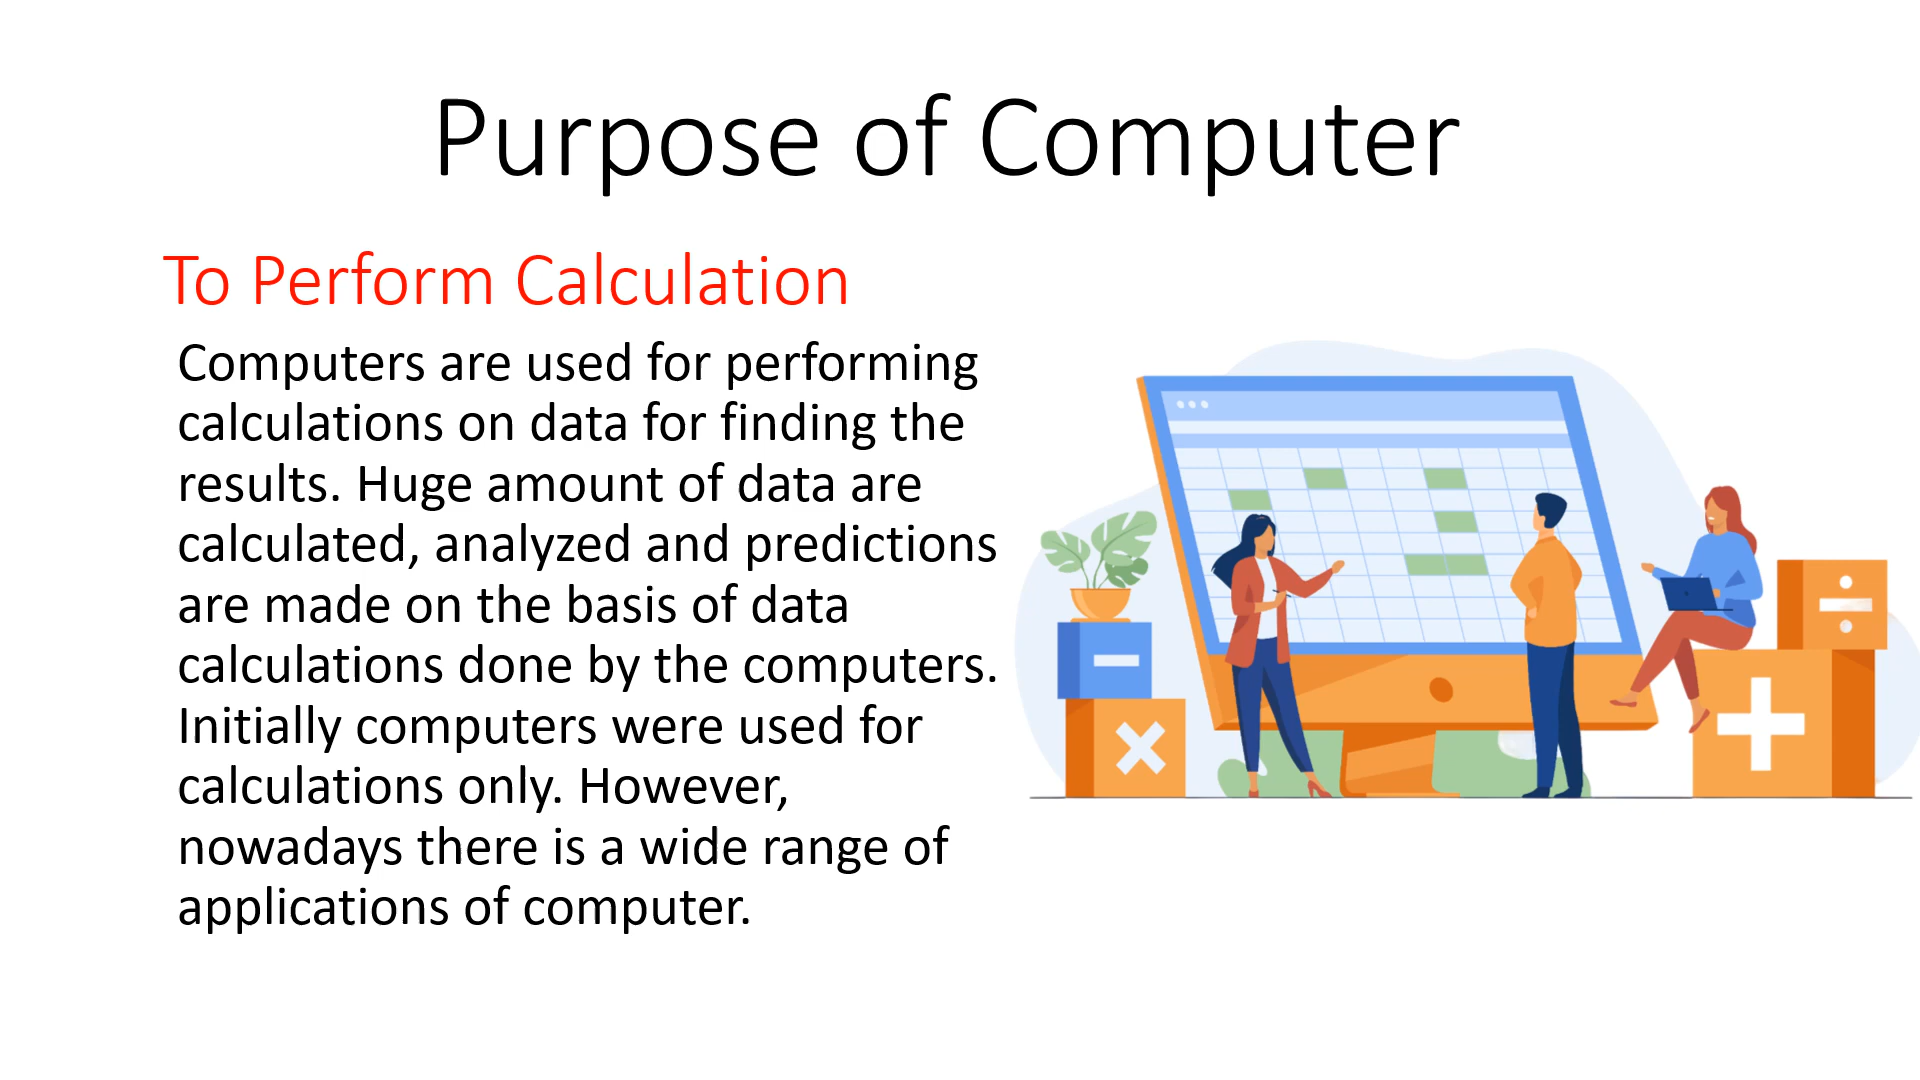 Purpose of Computer
To Perform Calculation
Computers are used for performing
calculations on data for finding the
results. Huge amount of data are
calculated, analyzed and predictions
are made on the basis of data
calculations done by the computers.
Initially computers were used for
calculations only. However,
nowadays there is a wide range of
applications of computer.